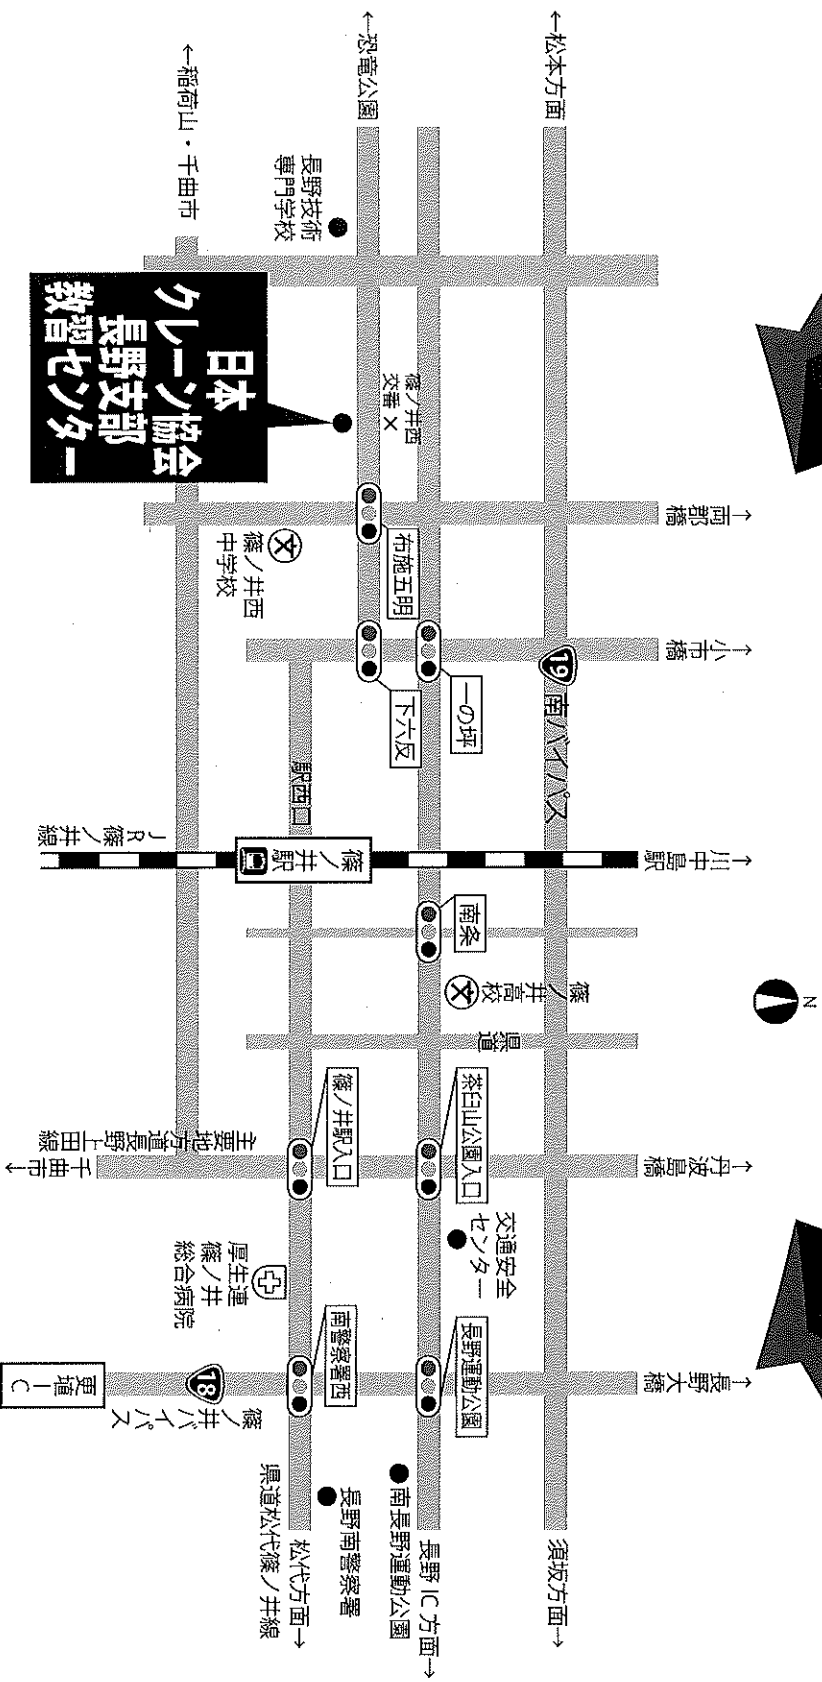 N
←松本方面
19
南バイパス
須坂方面→
←恐竜公園
長野IC方面→
←稲荷山・千曲市
松代方面→
県道松代篠ノ井線
↑両郡橋
↑小市橋
↑川中島駅
↑丹波島橋
↑長野大橋
長野技術
専門学校
日本
クレーン協会
長野支部
教習センター
篠ノ井西
交番
布施五明
篠ノ井西
中学校
一の坪
下六反
駅西口
篠ノ井駅
JR篠ノ井線
南条
文
篠ノ井高校
文
県道
茶臼山公園入口
篠ノ井駅入口
主要地方道長野上田線
千曲市→
交通安全
センター
厚生連
篠ノ井
総合病院
長野運動公園
南警察署西
18
篠ノ井バイパス
更埴IC
南長野運動公園
長野南警察署